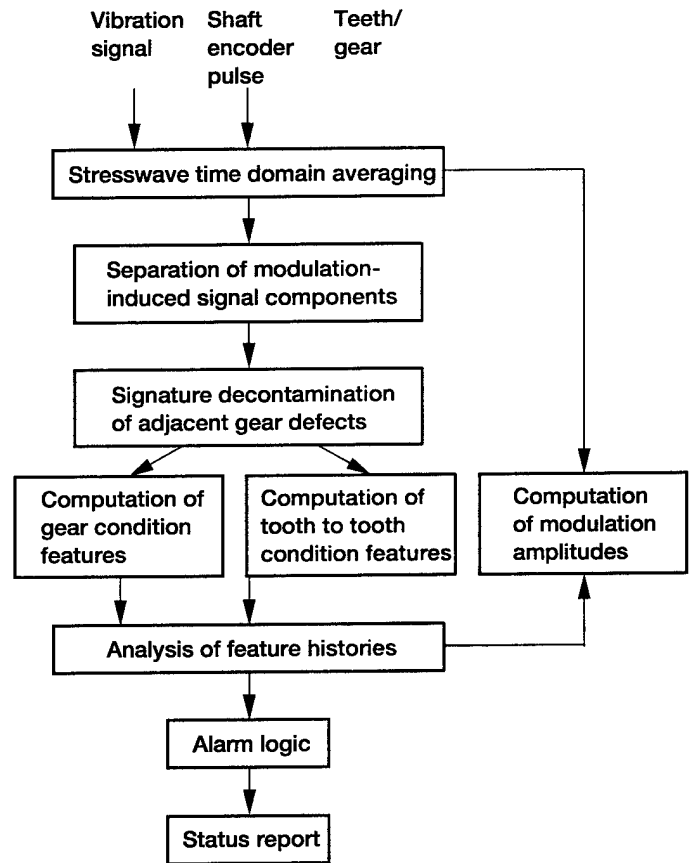 Vibration
signal
Shaft
encoder
pulse
Teeth/
gear
Stresswave time domain averaging
Separation of modulation-
induced signal components
Signature decontamination
of adjacent gear defects
Computation of
gear condition
features
Computation of
tooth to tooth
condition features
Computation
of modulation
amplitudes
Analysis of feature histories
Alarm logic
Status report